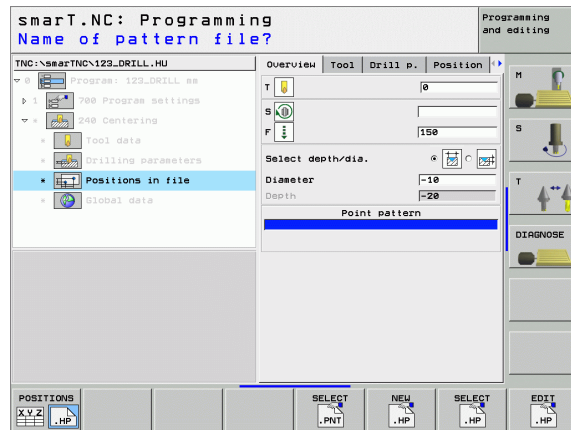 smarT.NC: Programming
Programming and editing
Name of pattern file?
TNC:\smarTNC\123_DRILL.HU
Overview Tool Drill p. Position
0 Program: 123_DRILL mm
T 0
M
1 700 Program settings
S
* 240 Centering
F 150
S
* Tool data
* Drilling parameters
Select depth/dia.
* Positions in file
Diameter -10
T
* Global data
Depth -20
Point pattern
DIAGNOSE
POSITIONS SELECT NEW SELECT EDIT
X Y Z .HP .PNT .HP .HP .HP